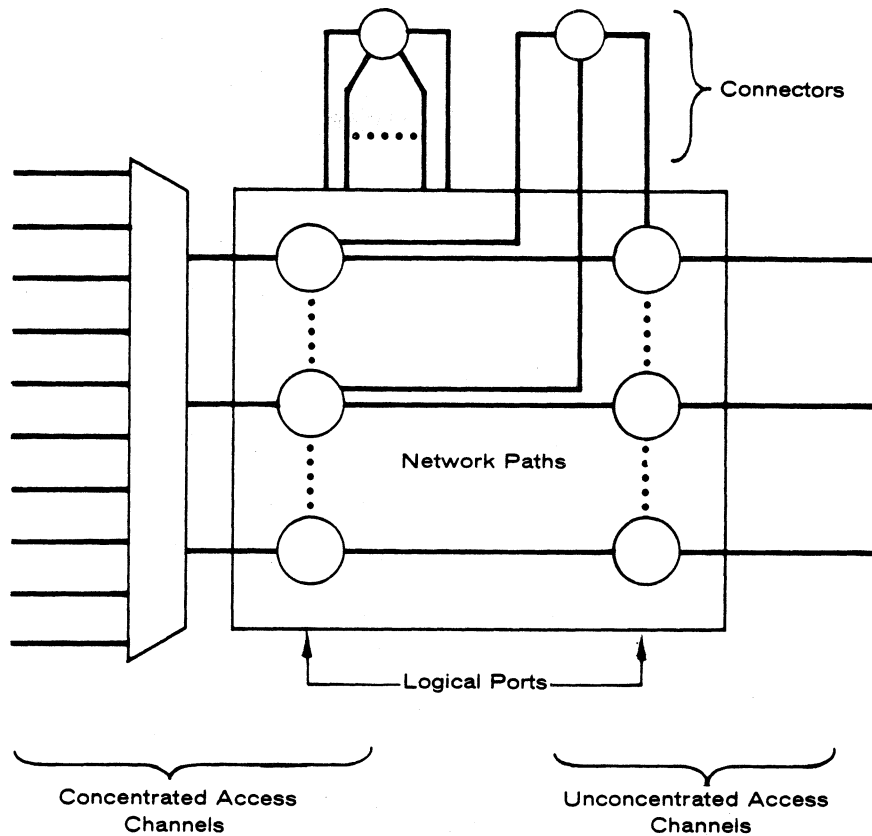 Connectors
Network Paths
Logical Ports
Concentrated Access
Channels
Unconcentrated Access
Channels